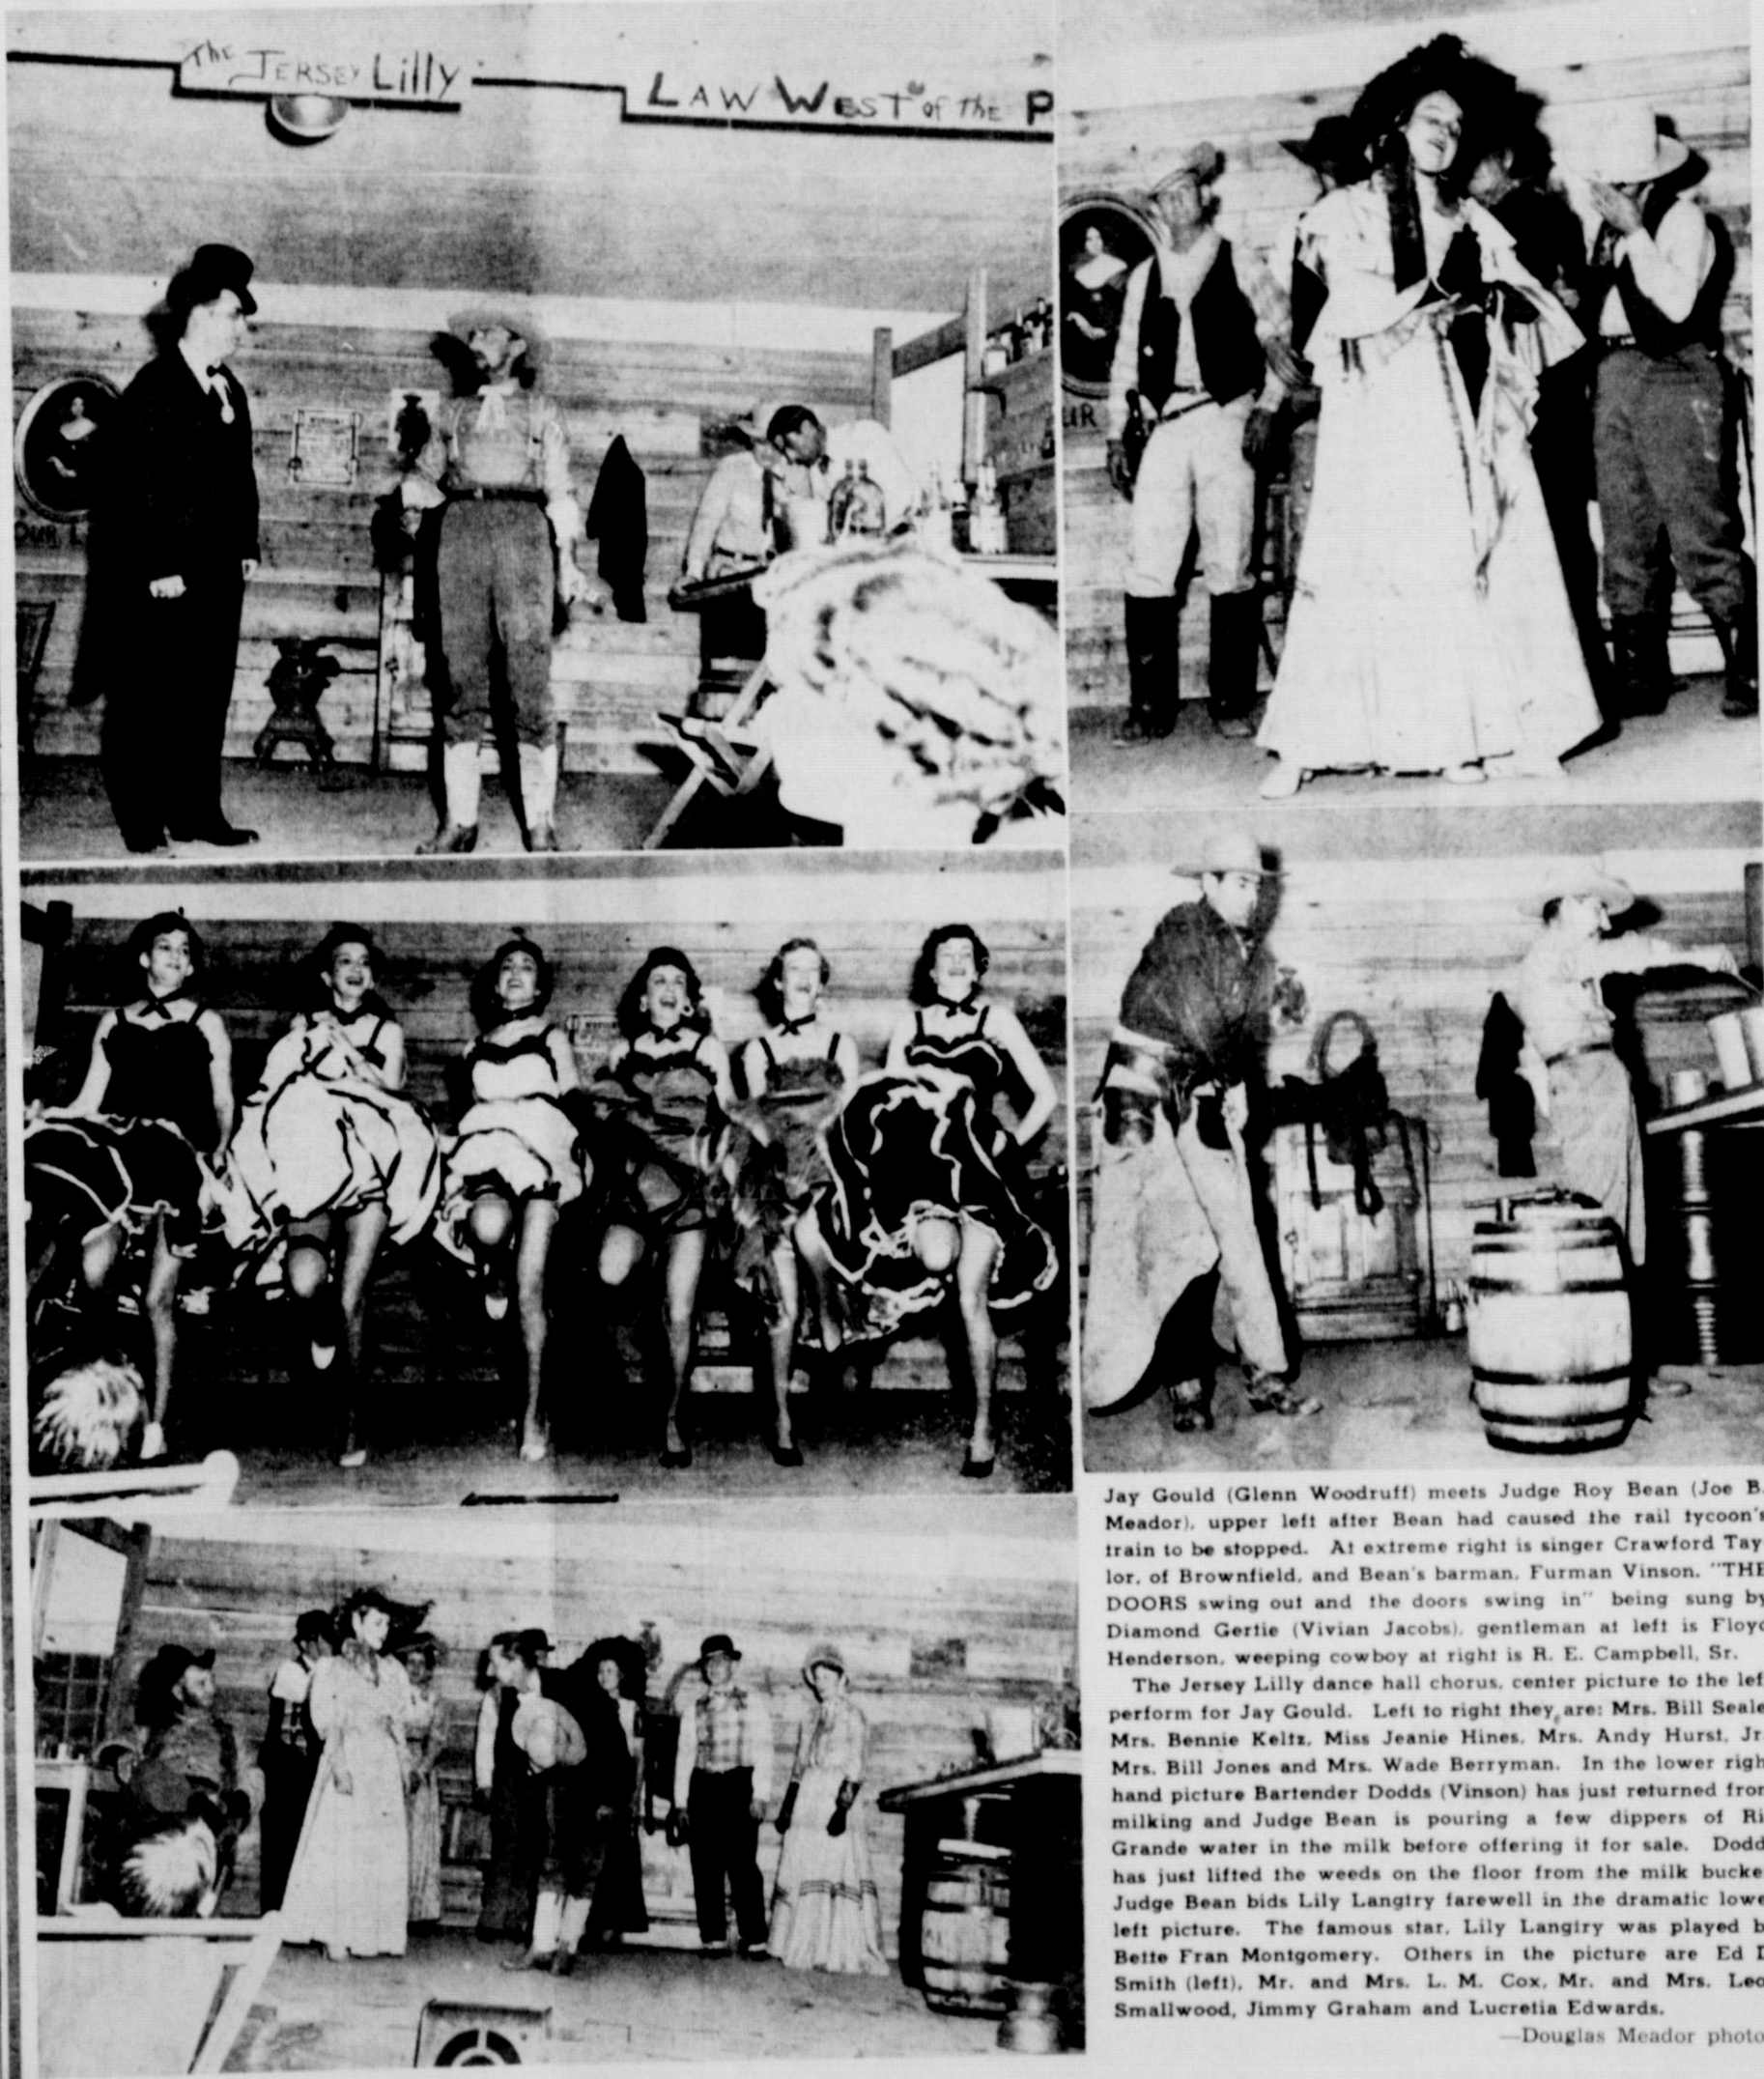 The JERSEY Lilly
LAW WEST of the P
OUR L
UR
Jay Gould (Glenn Woodruff) meets Judge Roy Bean (Joe B.
Meador), upper left after Bean had caused the rail tycoon's
train to be stopped. At extreme right is singer Crawford Tay
lor, of Brownfield, and Bean's barman, Furman Vinson. "THE
DOORS swing out and the doors swing in" being sung by
Diamond Gertie (Vivian Jacobs), gentleman at left is Floyd
Henderson, weeping cowboy at right is R. E. Campbell, Sr.
The Jersey Lilly dance hall chorus, center picture to the lef
perform for Jay Gould. Left to right they are: Mrs. Bill Seale
Mrs. Bennie Keltz, Miss Jeanie Hines, Mrs. Andy Hurst, Jr
Mrs. Bill Jones and Mrs. Wade Berryman. In the lower righ
hand picture Bartender Dodds (Vinson) has just returned from
milking and Judge Bean is pouring a few dippers of Ri
Grande water in the milk before offering it for sale. Dodd
has just lifted the weeds on the floor from the milk bucke
Judge Bean bids Lily Langtry farewell in the dramatic lowe
left picture. The famous star, Lily Langtry was played b
Bette Fran Montgomery. Others in the picture are Ed
Smith (left), Mr. and Mrs. L. M. Cox, Mr. and Mrs. Leo
Smallwood, Jimmy Graham and Lucretia Edwards.
—Douglas Meador photo